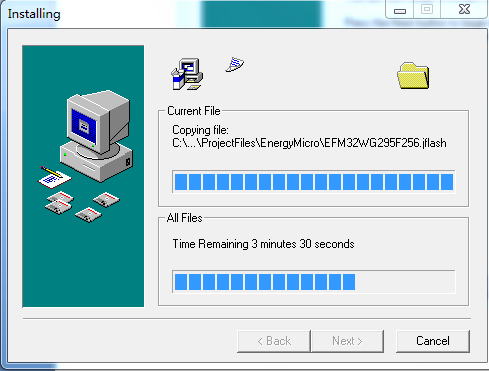 Installing
Current File
Copying file:
C:\...\ProjectFiles\EnergyMicro\EFM32WG295F256.jflash
All Files
Time Remaining 3 minutes 30 seconds
< Back
Next >
Cancel